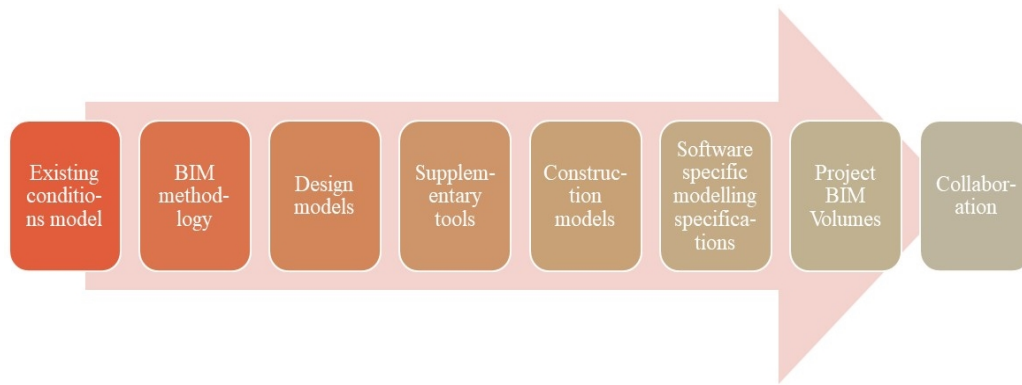 Existing
conditio-
ns model
BIM
method-
logy
Design
models
Supplem-
entary
tools
Construc-
tion
models
Software
specific
modelling
specifica-
tions
Project
BIM
Volumes
Collabor-
ation